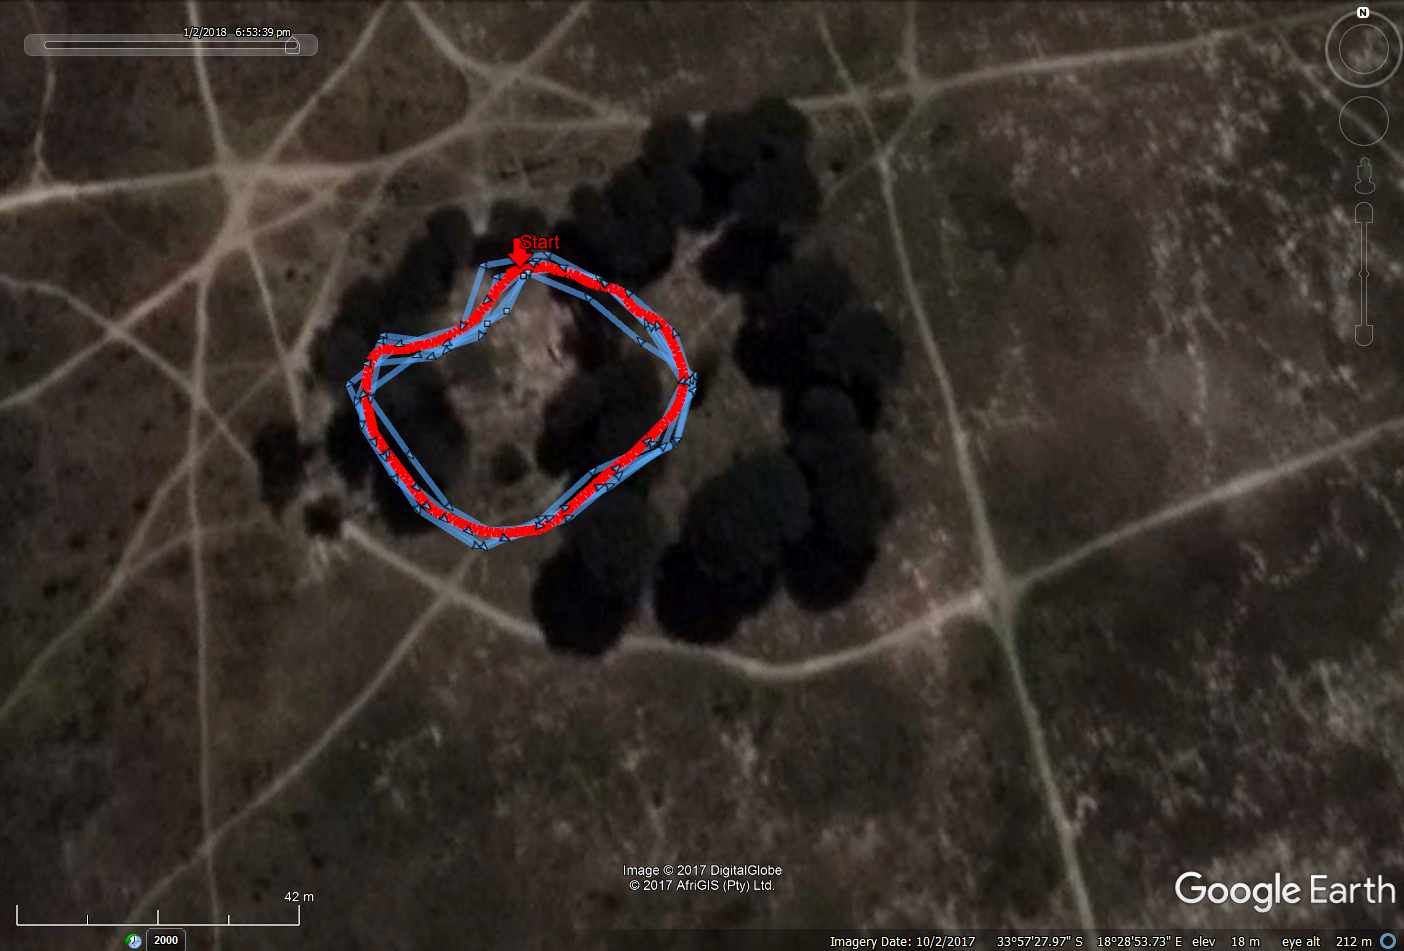 1/2/2018 6:53:39 pm
N
Start
Image © 2017 DigitalGlobe
© 2017 AfriGIS (Pty) Ltd.
Google Earth
42 m
2000
Imagery Date: 10/2/2017 33°57'27.97" S 18°28'53.73" E elev 18 m eye alt 212 m